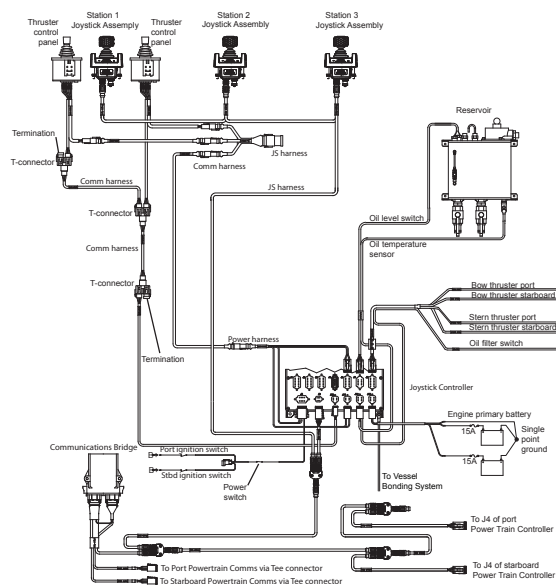 Thruster
control
panel
Station 1
Joystick Assemply
Thruster
control
panel
Station 2
Joystick Assembly
Station 3
Joystick Assembly
Reservoir
Termination
T-connector
JS harness
Comm harness
Comm harness
JS harness
T-connector
Oil level switch
Oil temperature
sensor
Comm harness
T-connector
Bow thruster port
Bow thruster starboard
Stern thruster port
Stern thruster starboard
Oil filter switch
Termination
Power harness
Joystick Controller
Engine primary battery
15A
Single
point
ground
15A
Communications Bridge
Port ignition switch
Stbd ignition switch
Power
switch
To Vessel
Bonding System
To J4 of port
Power Train Controller
To Port Powertrain Comms via Tee connector
To J4 of starboard
Power Train Controller
To Starboard Powertrain Comms via Tee connector